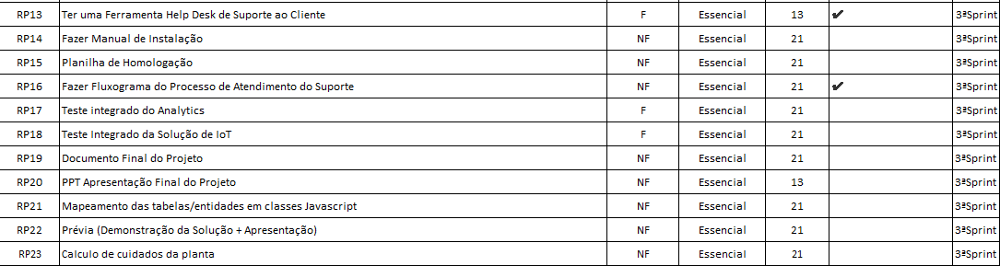 RP13 Ter uma Ferramenta Help Desk de Suporte ao Cliente F Essencial 13 ✔ 3ªSprint
RP14 Fazer Manual de Instalação NF Essencial 21 3ªSprint
RP15 Planilha de Homologação NF Essencial 21 3ªSprint
RP16 Fazer Fluxograma do Processo de Atendimento do Suporte NF Essencial 21 ✔ 3ªSprint
RP17 Teste integrado do Analytics F Essencial 21 3ªSprint
RP18 Teste Integrado da Solução de IoT F Essencial 21 3ªSprint
RP19 Documento Final do Projeto NF Essencial 21 3ªSprint
RP20 PPT Apresentação Final do Projeto NF Essencial 13 3ªSprint
RP21 Mapeamento das tabelas/entidades em classes Javascript NF Essencial 21 3ªSprint
RP22 Prévia (Demonstração da Solução + Apresentação) NF Essencial 21 3ªSprint
RP23 Calculo de cuidados da planta NF Essencial 21 3ªSprint